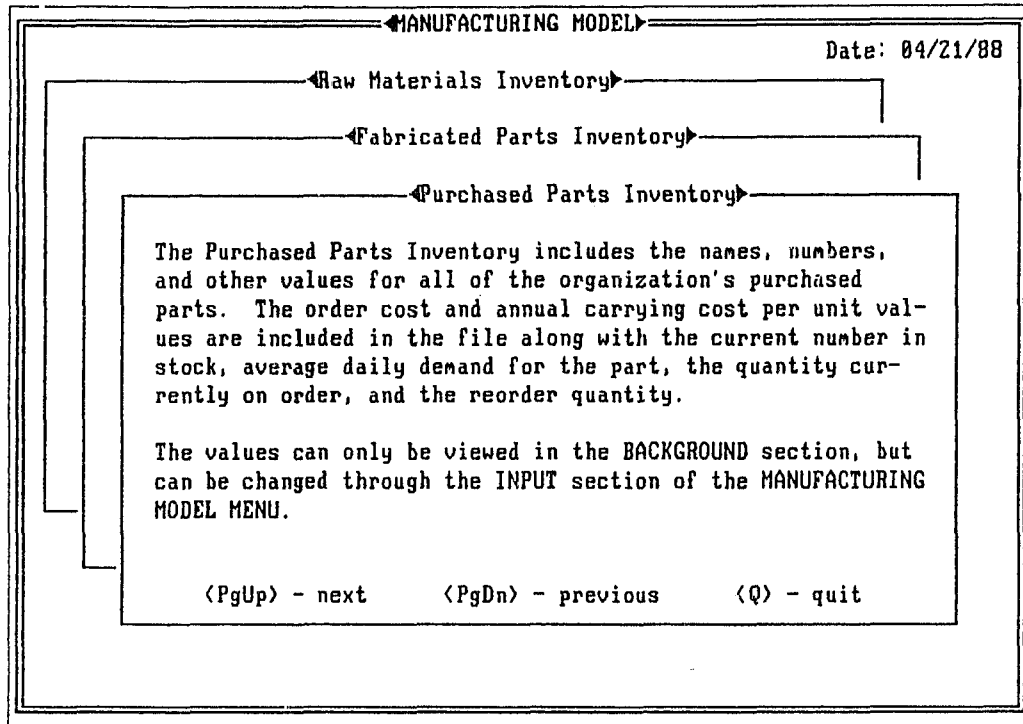 MANUFACTURING MODEL
Date: 04/21/88
Raw Materials Inventory
Fabricated Parts Inventory
Purchased Parts Inventory
The Purchased Parts Inventory includes the names, numbers,
and other values for all of the organization's purchased
parts.  The order cost and annual carrying cost per unit val-
ues are included in the file along with the current number in
stock, average daily demand for the part, the quantity cur-
rently on order, and the reorder quantity.
The values can only be viewed in the BACKGROUND section, but
can be changed through the INPUT section of the MANUFACTURING
MODEL MENU.
<PgUp> - next     <PgDn> - previous     <Q> - quit